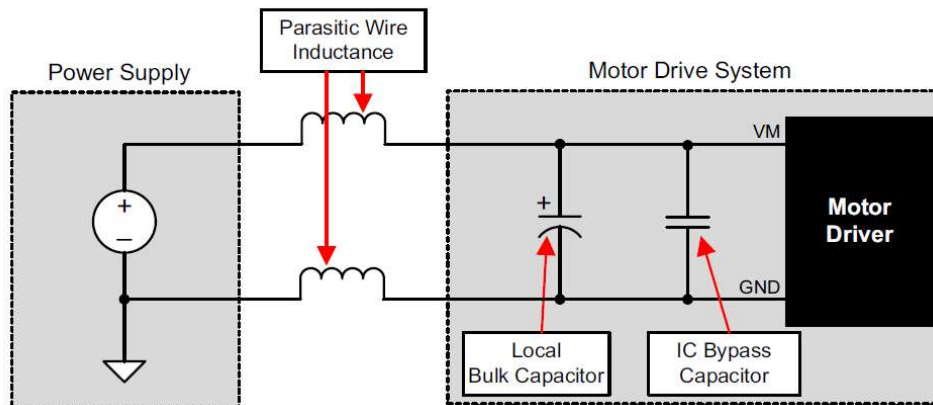 Parasitic Wire
Inductance
Power Supply
Motor Drive System
VM
+
–
+
Motor
Driver
GND
Local
Bulk Capacitor
IC Bypass
Capacitor